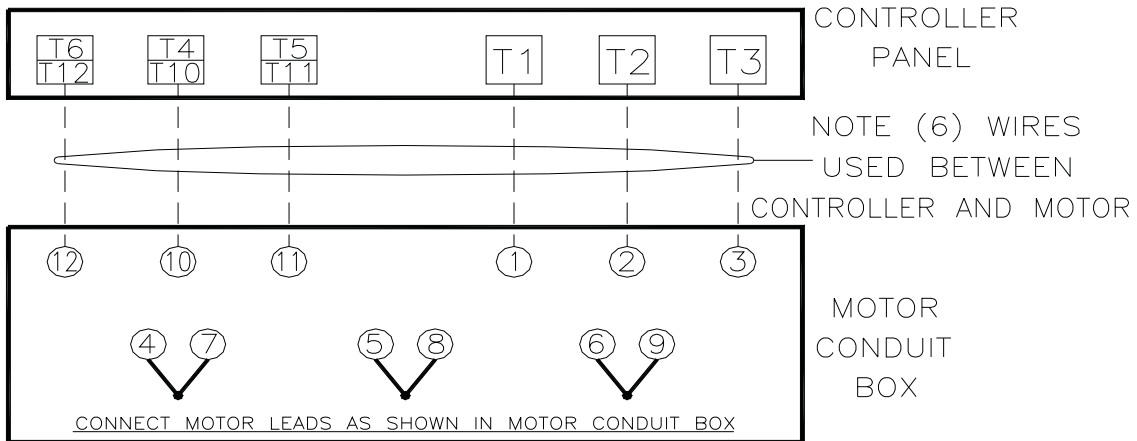 CONTROLLER
PANEL
T6 T4 T5 T1 T2 T3
T12 T10 T11
NOTE (6) WIRES
USED BETWEEN
CONTROLLER AND MOTOR
12 10 11 1 2 3
MOTOR
CONDUIT
BOX
4 7 5 8 6 9
CONNECT MOTOR LEADS AS SHOWN IN MOTOR CONDUIT BOX